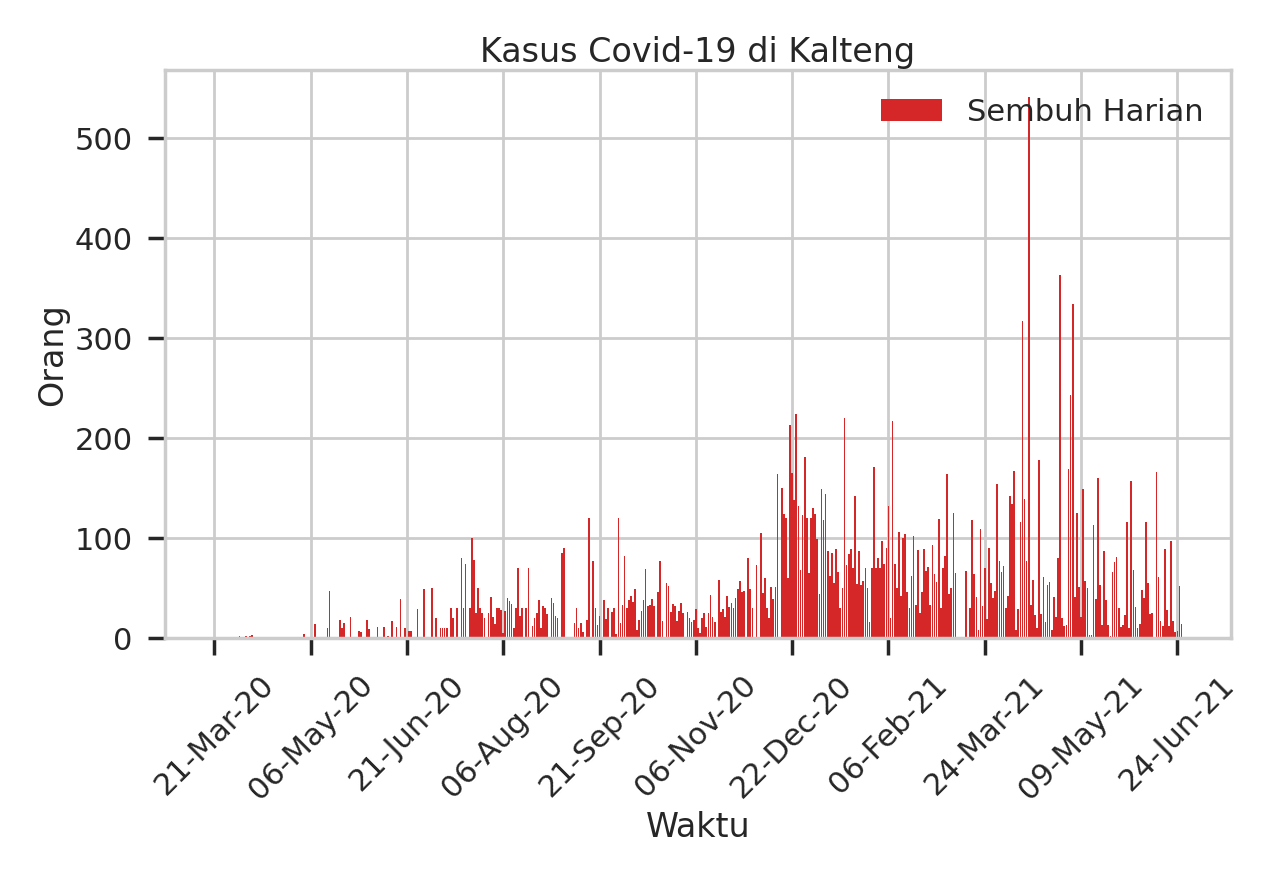 Kasus Covid-19 di Kalteng
Sembuh Harian
500
400
300
200
100
0
Orang
21-Mar-20
06-May-20
21-Jun-20
06-Aug-20
21-Sep-20
06-Nov-20
22-Dec-20
06-Feb-21
24-Mar-21
09-May-21
24-Jun-21
Waktu